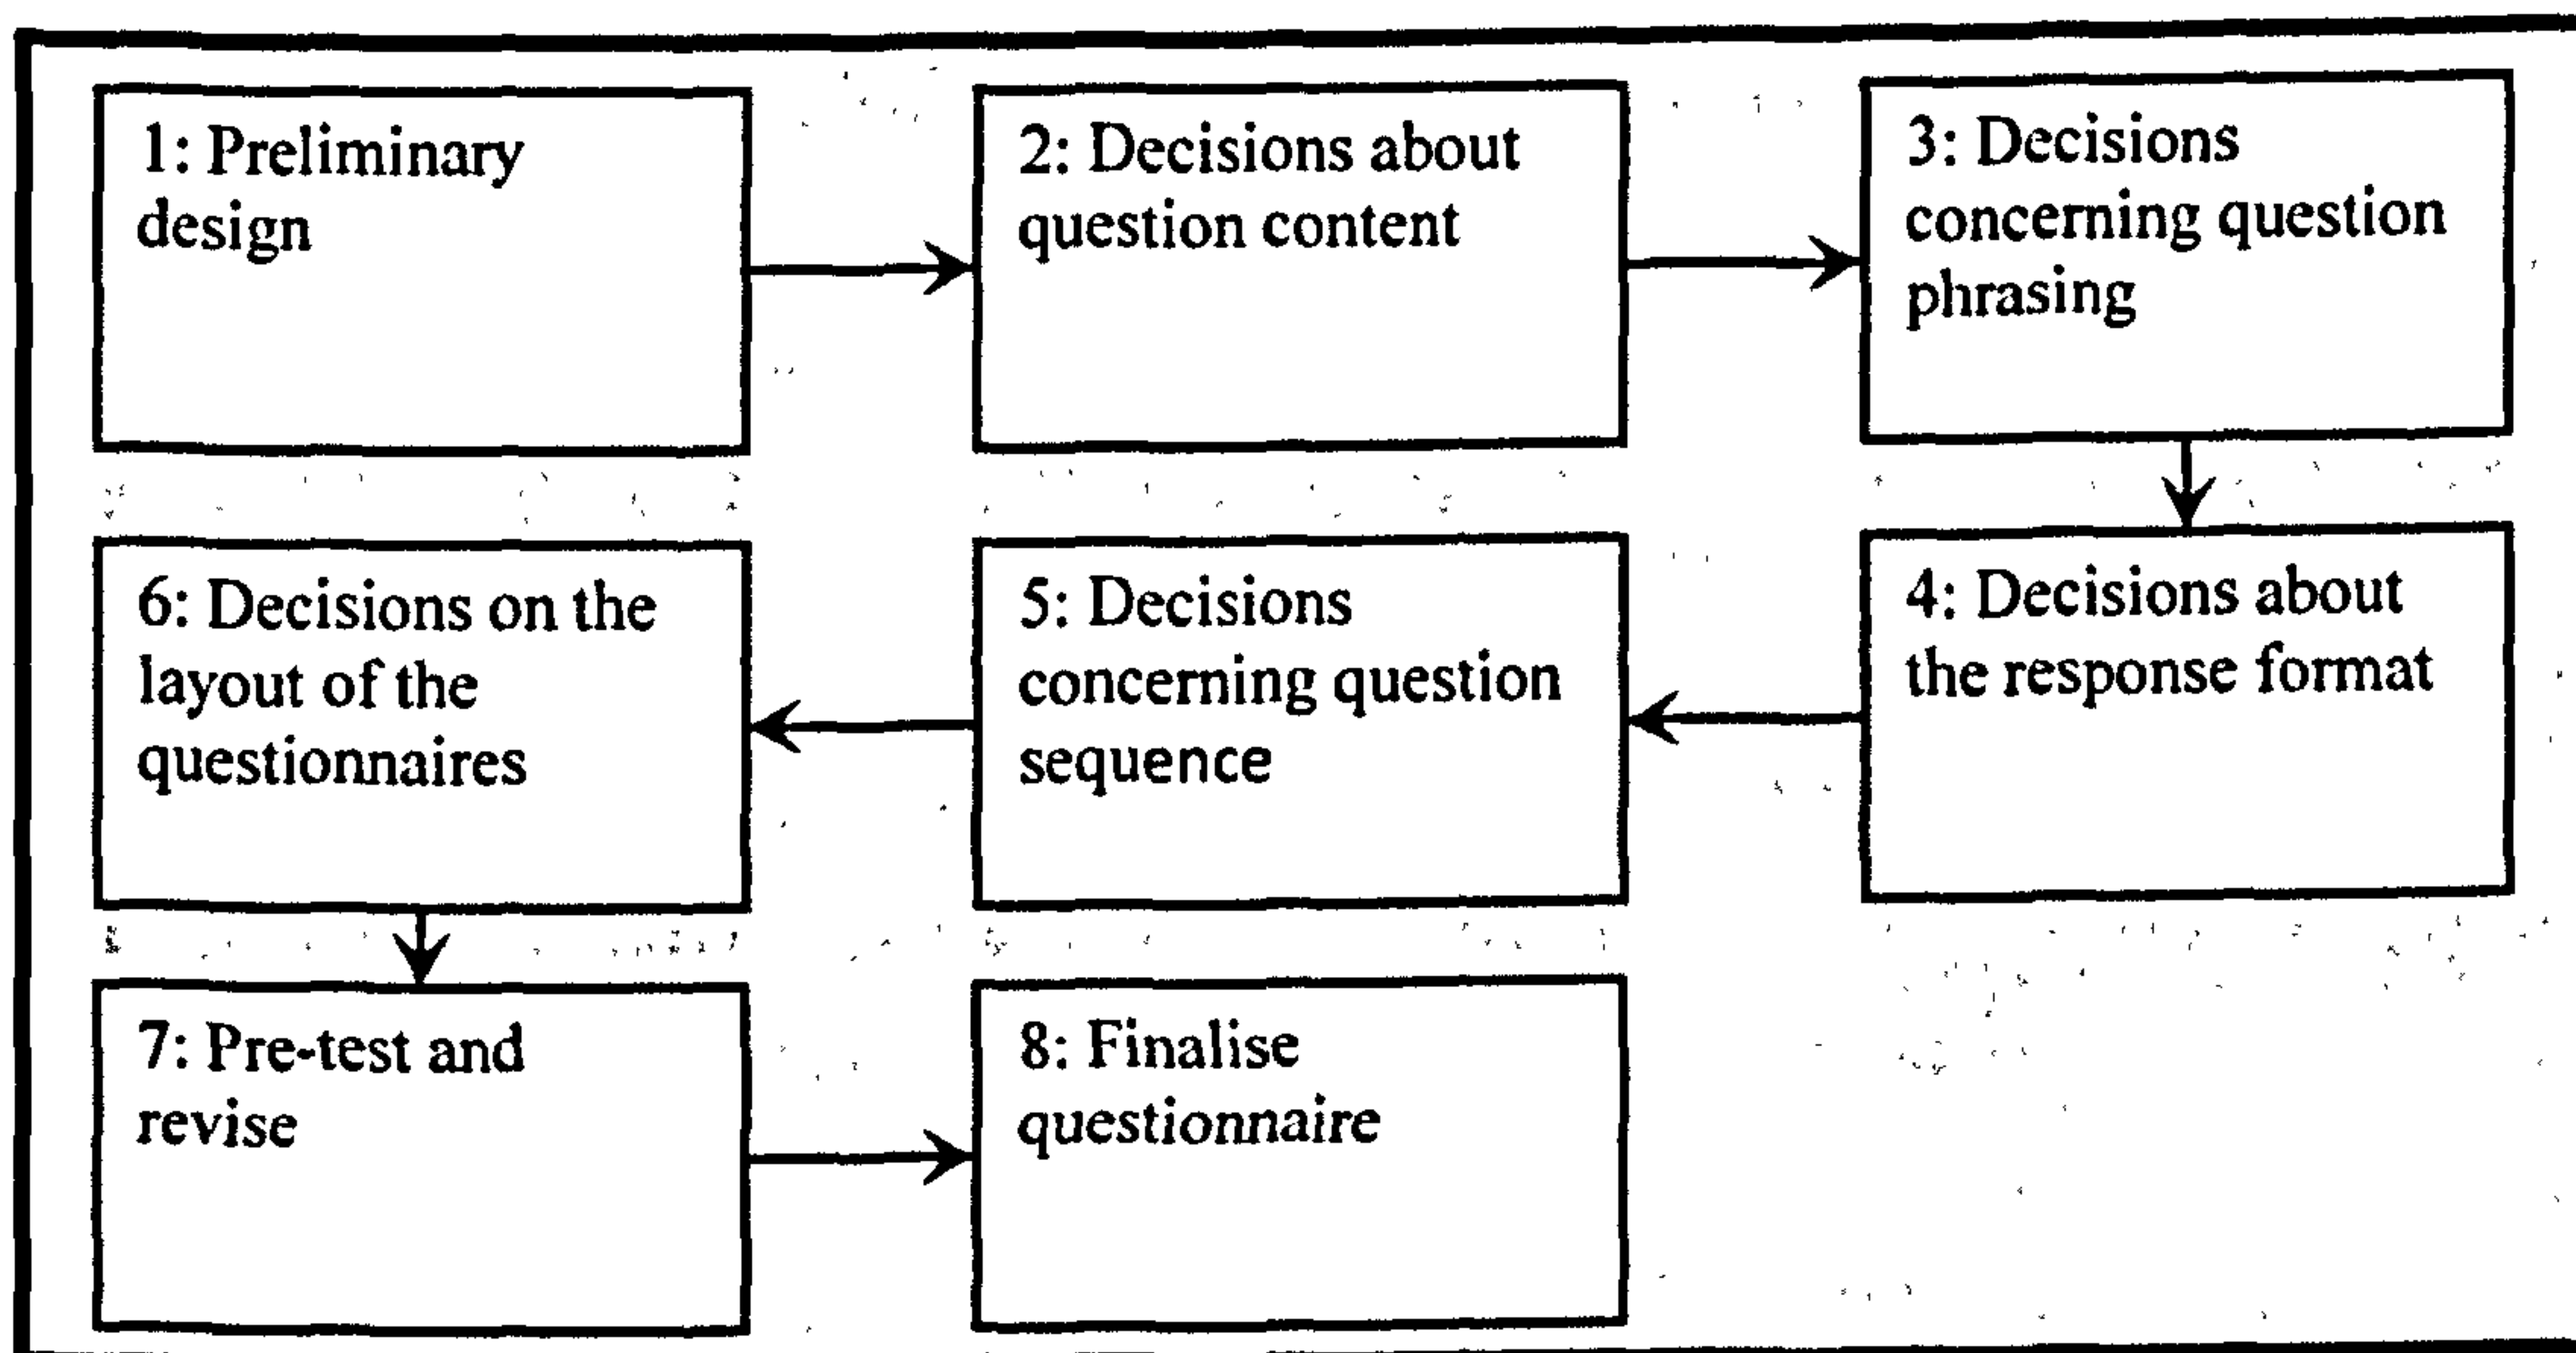 1: Preliminary
design
2: Decisions about
question content
3: Decisions
concerning question
phrasing
4: Decisions about
the response format
5: Decisions
concerning question
sequence
6: Decisions on the
layout of the
questionnaires
7: Pre-test and
revise
8: Finalise
questionnaire